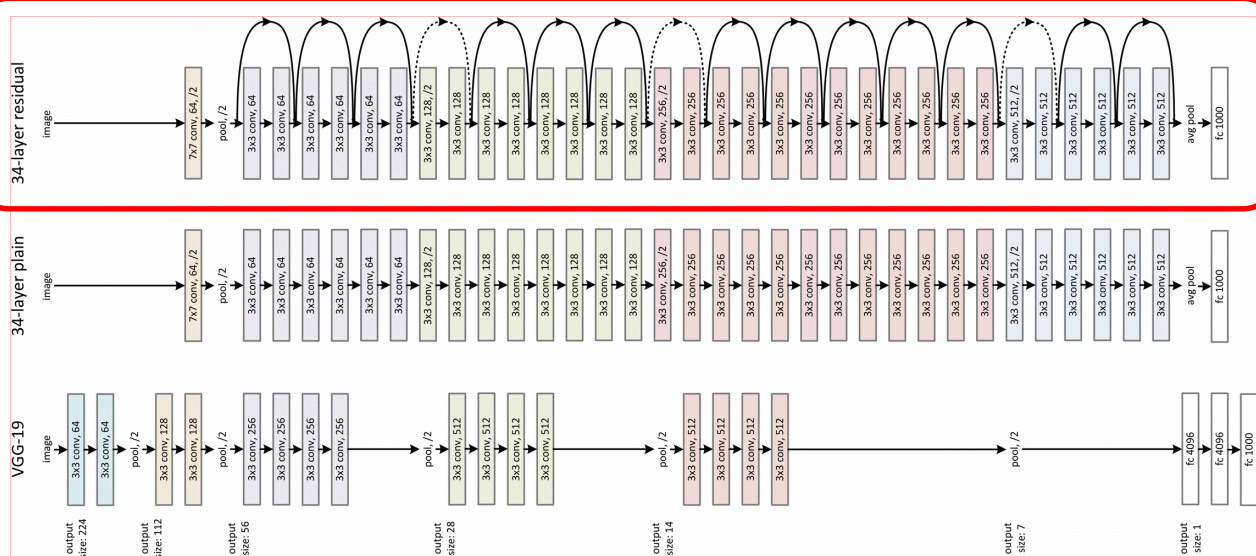 34-layer residual
image
7x7 conv, 64, /2
pool, /2
3x3 conv, 64
3x3 conv, 64
3x3 conv, 64
3x3 conv, 64
3x3 conv, 64
3x3 conv, 64
3x3 conv, 128, /2
3x3 conv, 128
3x3 conv, 128
3x3 conv, 128
3x3 conv, 128
3x3 conv, 128
3x3 conv, 128
3x3 conv, 128
3x3 conv, 256, /2
3x3 conv, 256
3x3 conv, 256
3x3 conv, 256
3x3 conv, 256
3x3 conv, 256
3x3 conv, 256
3x3 conv, 256
3x3 conv, 256
3x3 conv, 256
3x3 conv, 256
3x3 conv, 256
3x3 conv, 512, /2
3x3 conv, 512
3x3 conv, 512
3x3 conv, 512
3x3 conv, 512
3x3 conv, 512
avg pool
fc 1000
34-layer plain
image
7x7 conv, 64, /2
pool, /2
3x3 conv, 64
3x3 conv, 64
3x3 conv, 64
3x3 conv, 64
3x3 conv, 64
3x3 conv, 64
3x3 conv, 128, /2
3x3 conv, 128
3x3 conv, 128
3x3 conv, 128
3x3 conv, 128
3x3 conv, 128
3x3 conv, 128
3x3 conv, 128
3x3 conv, 256, /2
3x3 conv, 256
3x3 conv, 256
3x3 conv, 256
3x3 conv, 256
3x3 conv, 256
3x3 conv, 256
3x3 conv, 256
3x3 conv, 256
3x3 conv, 256
3x3 conv, 256
3x3 conv, 256
3x3 conv, 512, /2
3x3 conv, 512
3x3 conv, 512
3x3 conv, 512
3x3 conv, 512
3x3 conv, 512
avg pool
fc 1000
VGG-19
image
3x3 conv, 64
3x3 conv, 64
pool, /2
3x3 conv, 128
3x3 conv, 128
pool, /2
3x3 conv, 256
3x3 conv, 256
3x3 conv, 256
3x3 conv, 256
pool, /2
3x3 conv, 512
3x3 conv, 512
3x3 conv, 512
3x3 conv, 512
pool, /2
3x3 conv, 512
3x3 conv, 512
3x3 conv, 512
3x3 conv, 512
pool, /2
fc 4096
fc 4096
fc 1000
output
size: 224
output
size: 112
output
size: 56
output
size: 28
output
size: 14
output
size: 7
output
size: 1